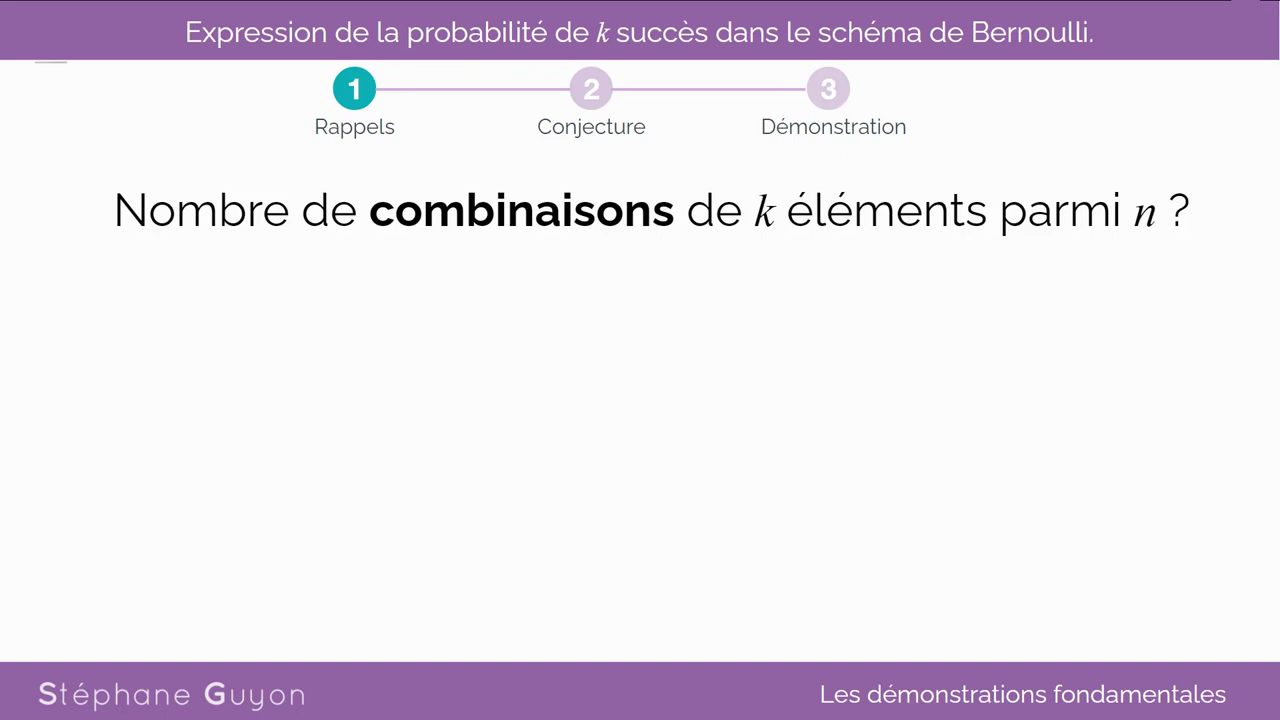 Expression de la probabilité de k succès dans le schéma de Bernoulli.
1 2 3
Rappels Conjecture Démonstration
Nombre de combinaisons de k éléments parmi n ?
Stéphane Guyon Les démonstrations fondamentales